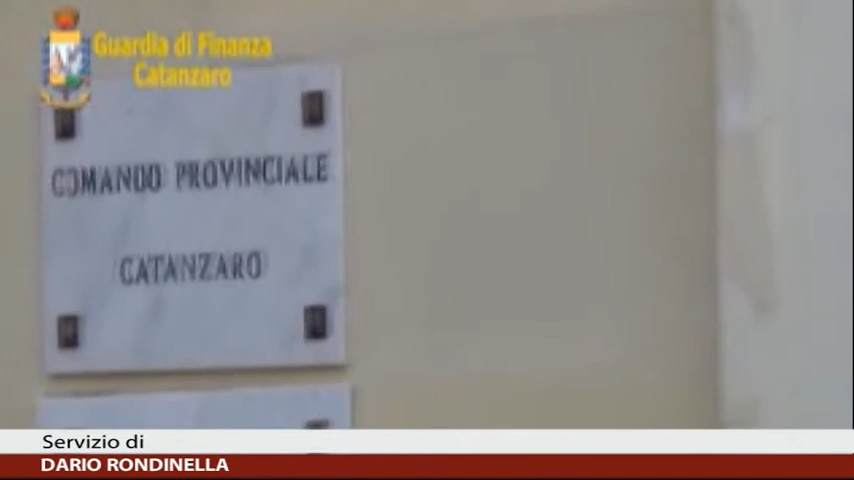 Guardia di Finanza
Catanzaro
COMANDO PROVINCIALE
CATANZARO
Servizio di
DARIO RONDINELLA